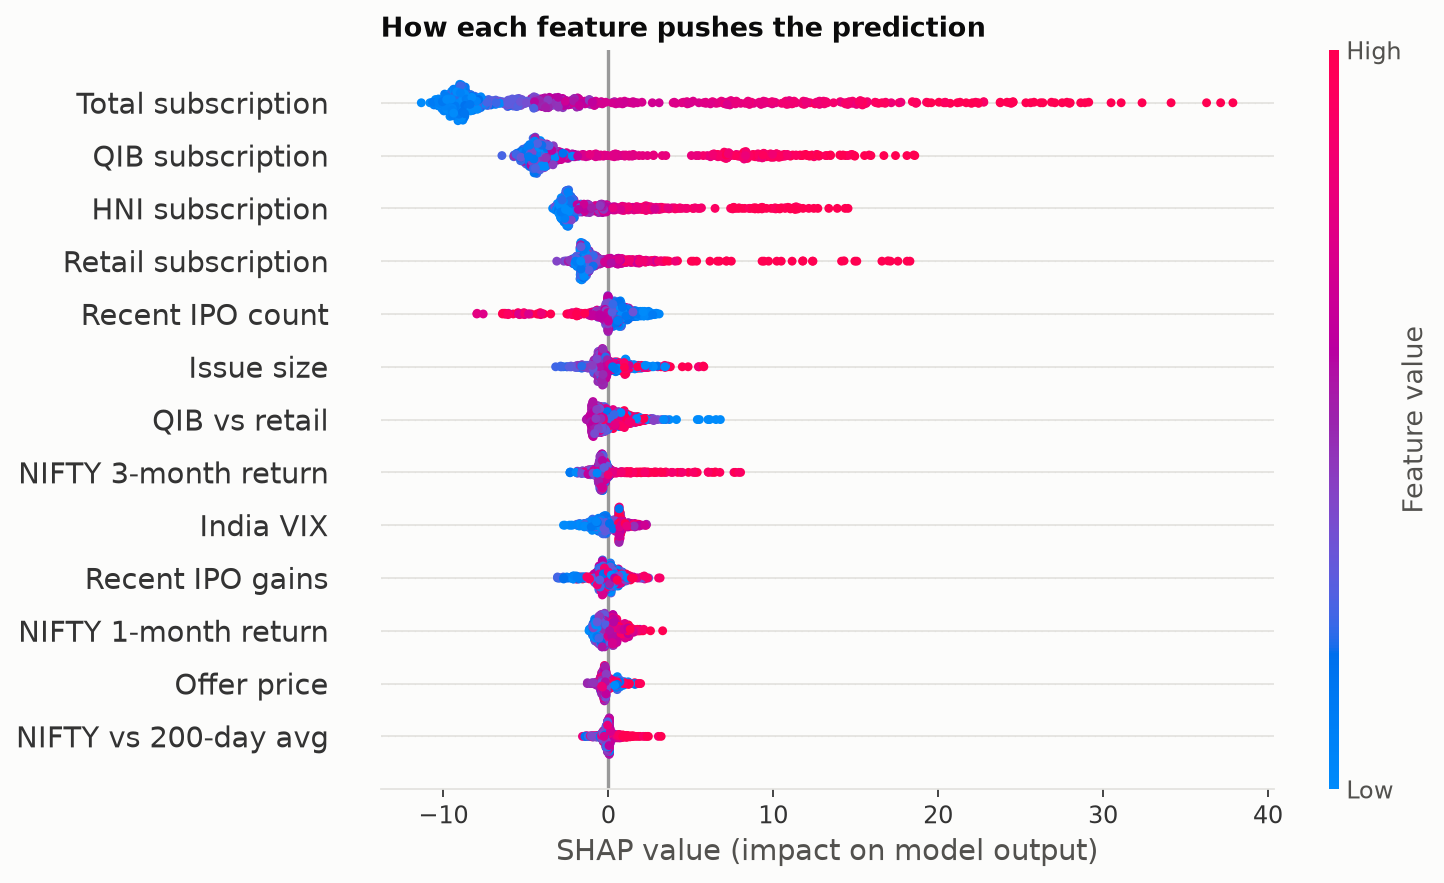 How each feature pushes the prediction
High
Total subscription
QIB subscription
HNI subscription
Retail subscription
Recent IPO count
Issue size
QIB vs retail
NIFTY 3-month return
India VIX
Recent IPO gains
NIFTY 1-month return
Offer price
NIFTY vs 200-day avg
Feature value
Low
−10 0 10 20 30 40
SHAP value (impact on model output)